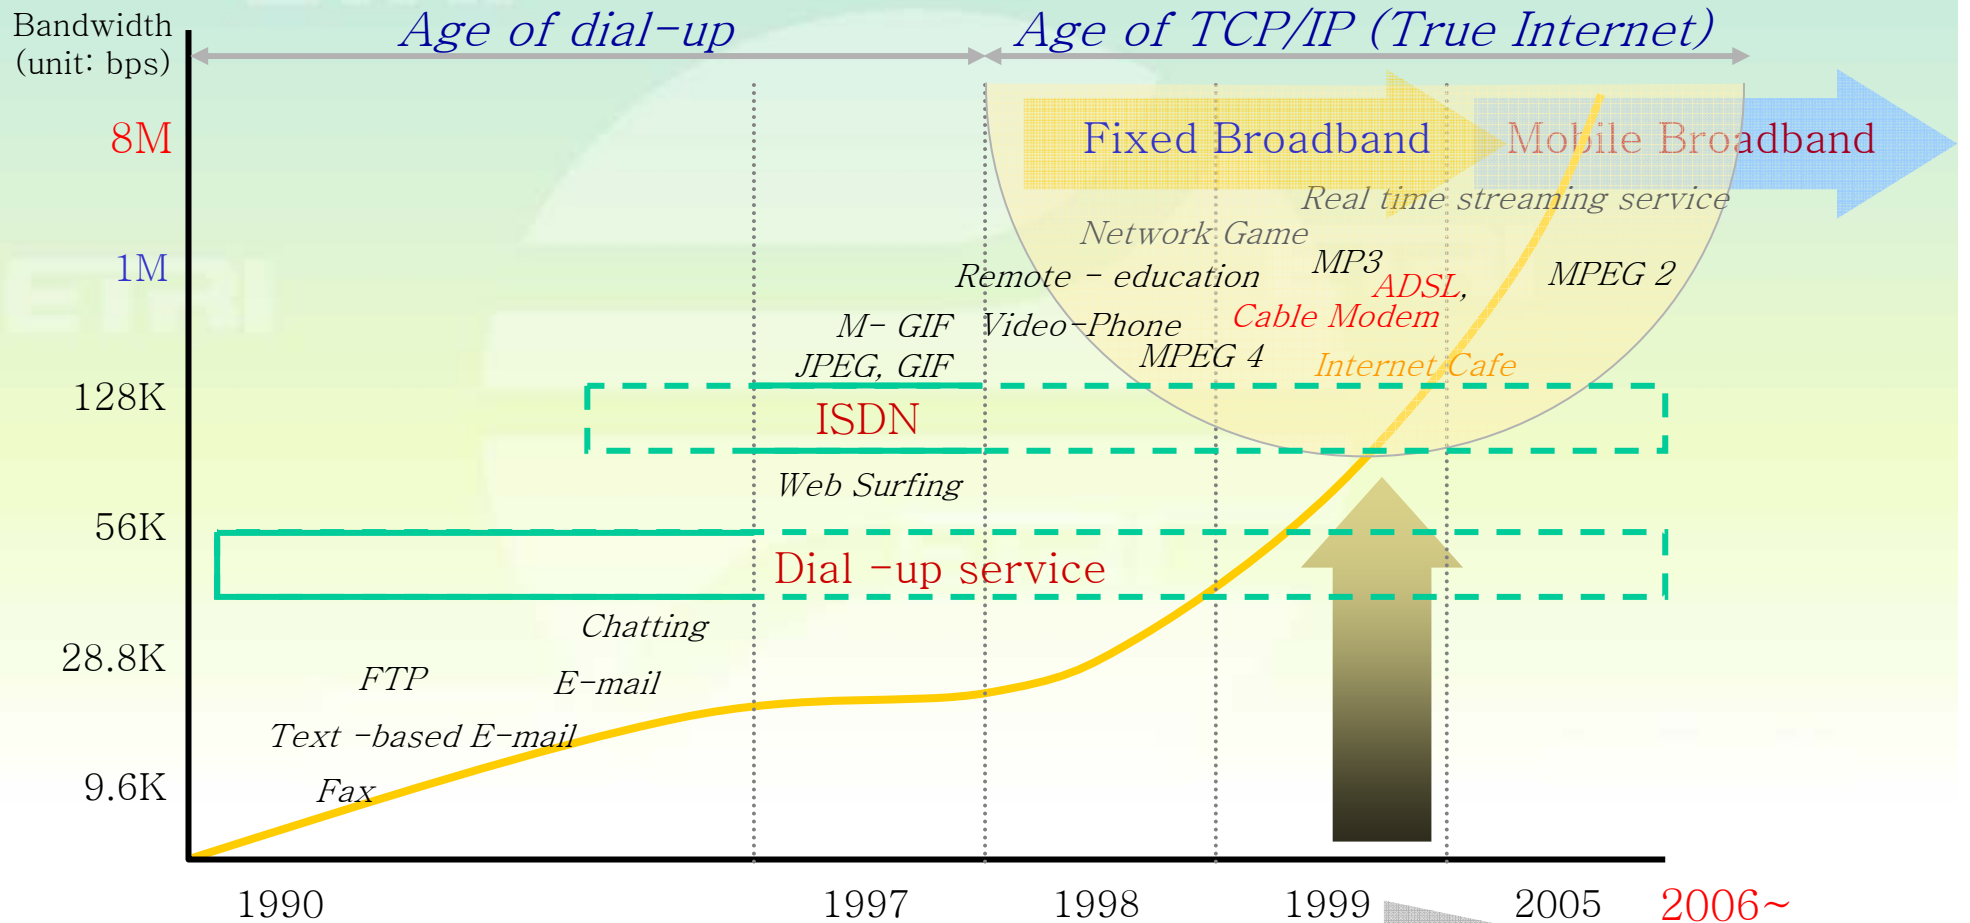 Bandwidth
(unit: bps)
Age of dial-up
Age of TCP/IP (True Internet)
8M
Fixed Broadband
Mobile Broadband
Real time streaming service
Network Game
1M
Remote - education
MP3
ADSL,
MPEG 2
M- GIF
Video-Phone
Cable Modem
JPEG, GIF
MPEG 4
Internet Cafe
128K
ISDN
Web Surfing
56K
Dial -up service
Chatting
28.8K
FTP
E-mail
Text -based E-mail
9.6K
Fax
1990
1997
1998
1999
2005
2006~
ETRI